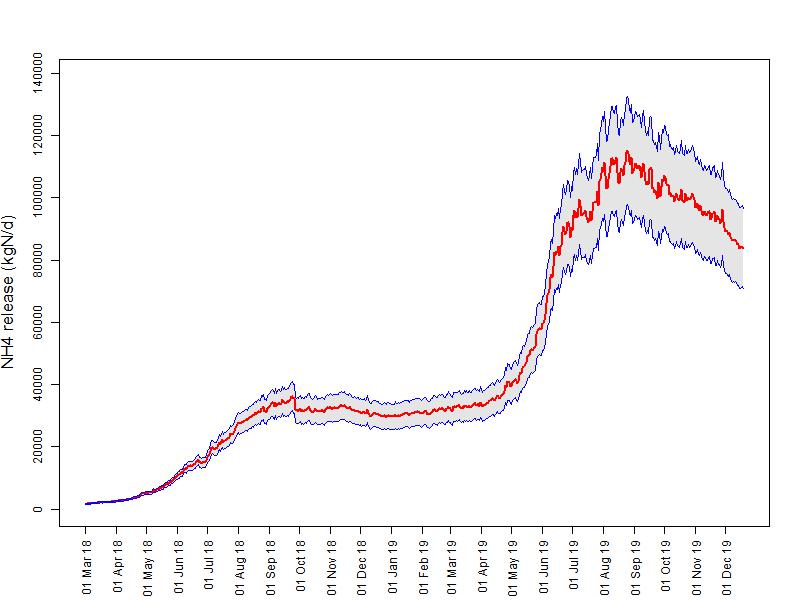 NH4 release (kgN/d)
140000
120000
100000
80000
60000
40000
20000
0
01 Mar 18
01 Apr 18
01 May 18
01 Jun 18
01 Jul 18
01 Aug 18
01 Sep 18
01 Oct 18
01 Nov 18
01 Dec 18
01 Jan 19
01 Feb 19
01 Mar 19
01 Apr 19
01 May 19
01 Jun 19
01 Jul 19
01 Aug 19
01 Sep 19
01 Oct 19
01 Nov 19
01 Dec 19